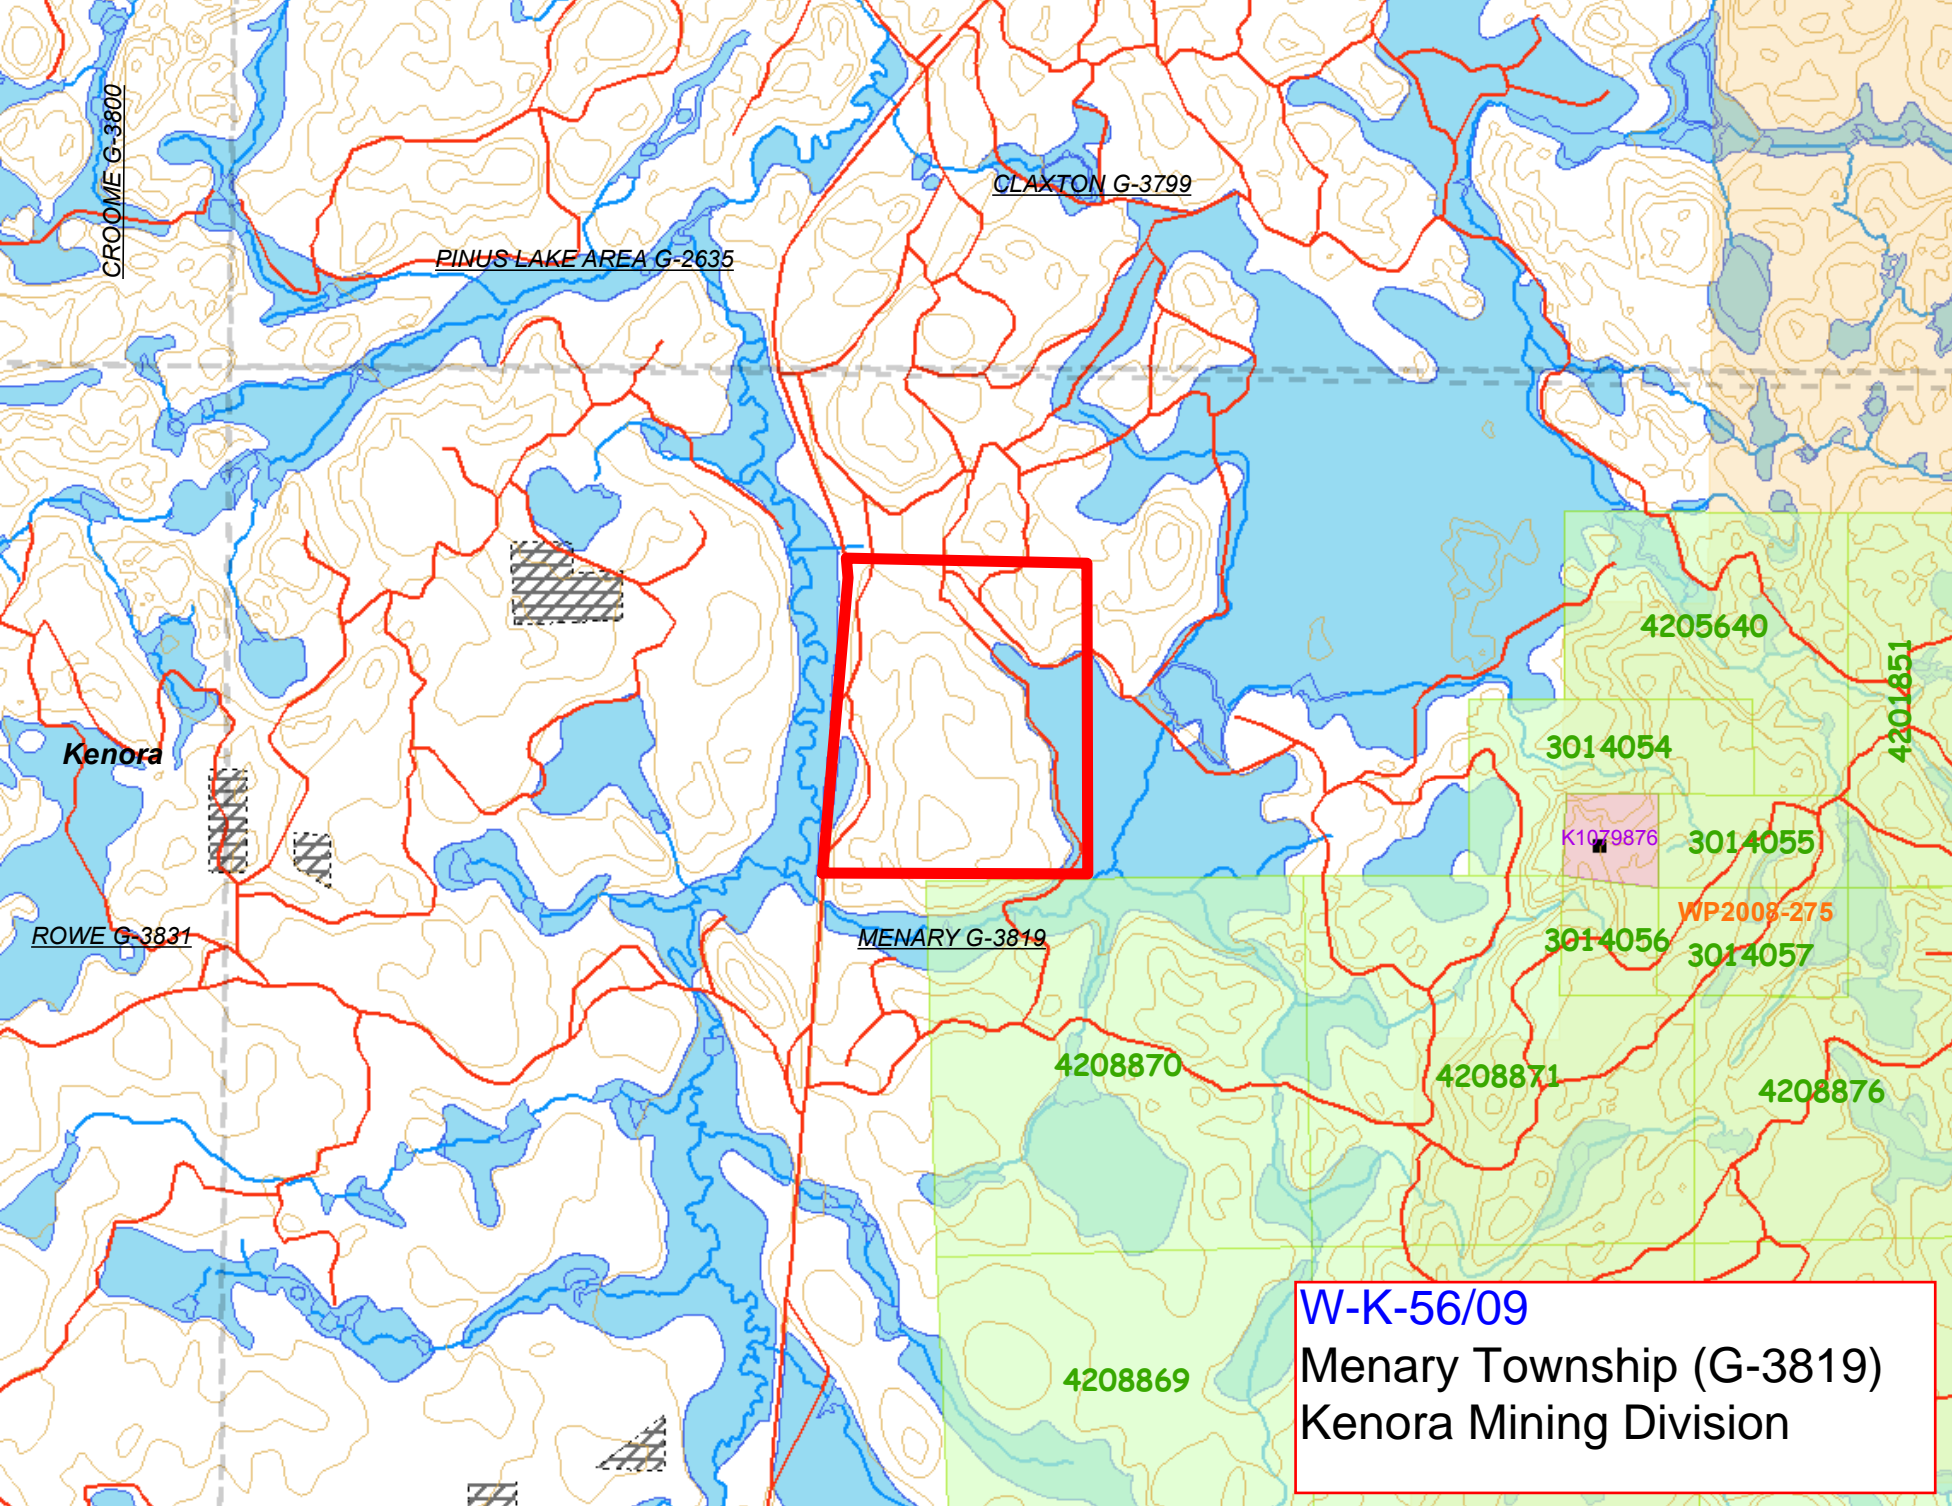 CROOME G-3800
CLAXTON G-3799
PINUS LAKE AREA G-2635
4205640
4201851
3014054
Kenora
K1079876
3014055
WP2008-275
ROWE G-3831
MENARY G-3819
3014056
3014057
4208870
4208871
4208876
4208869
W-K-56/09
Menary Township (G-3819)
Kenora Mining Division